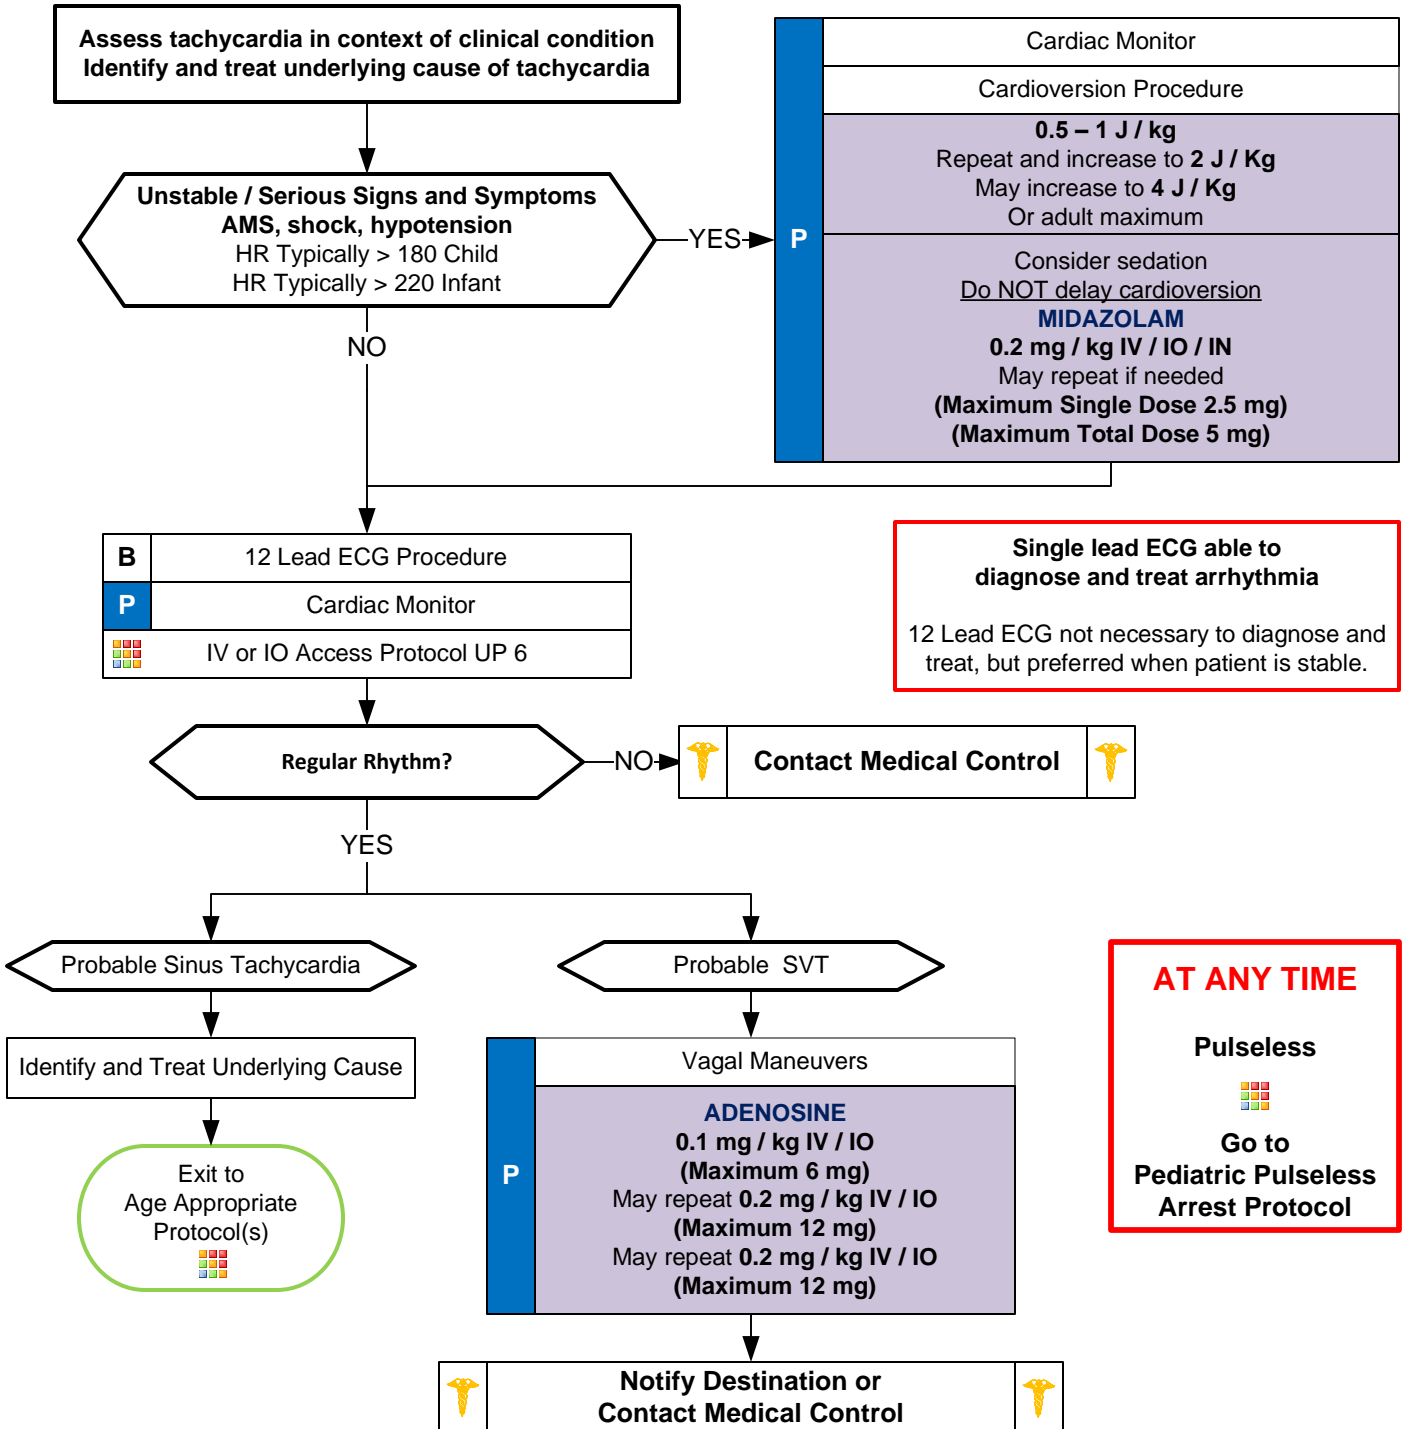 Assess tachycardia in context of clinical condition
Identify and treat underlying cause of tachycardia
Unstable / Serious Signs and Symptoms
AMS, shock, hypotension
HR Typically > 180 Child
HR Typically > 220 Infant
YES
NO
P
Cardiac Monitor
Cardioversion Procedure
0.5 – 1 J / kg
Repeat and increase to 2 J / Kg
May increase to 4 J / Kg
Or adult maximum
Consider sedation
Do NOT delay cardioversion
MIDAZOLAM
0.2 mg / kg IV / IO / IN
May repeat if needed
(Maximum Single Dose 2.5 mg)
(Maximum Total Dose 5 mg)
B
12 Lead ECG Procedure
P
Cardiac Monitor
IV or IO Access Protocol UP 6
Single lead ECG able to
diagnose and treat arrhythmia
12 Lead ECG not necessary to diagnose and
treat, but preferred when patient is stable.
Regular Rhythm?
NO
Contact Medical Control
YES
Probable Sinus Tachycardia
Identify and Treat Underlying Cause
Exit to
Age Appropriate
Protocol(s)
Probable SVT
P
Vagal Maneuvers
ADENOSINE
0.1 mg / kg IV / IO
(Maximum 6 mg)
May repeat 0.2 mg / kg IV / IO
(Maximum 12 mg)
May repeat 0.2 mg / kg IV / IO
(Maximum 12 mg)
Notify Destination or
Contact Medical Control
AT ANY TIME
Pulseless
Go to
Pediatric Pulseless
Arrest Protocol